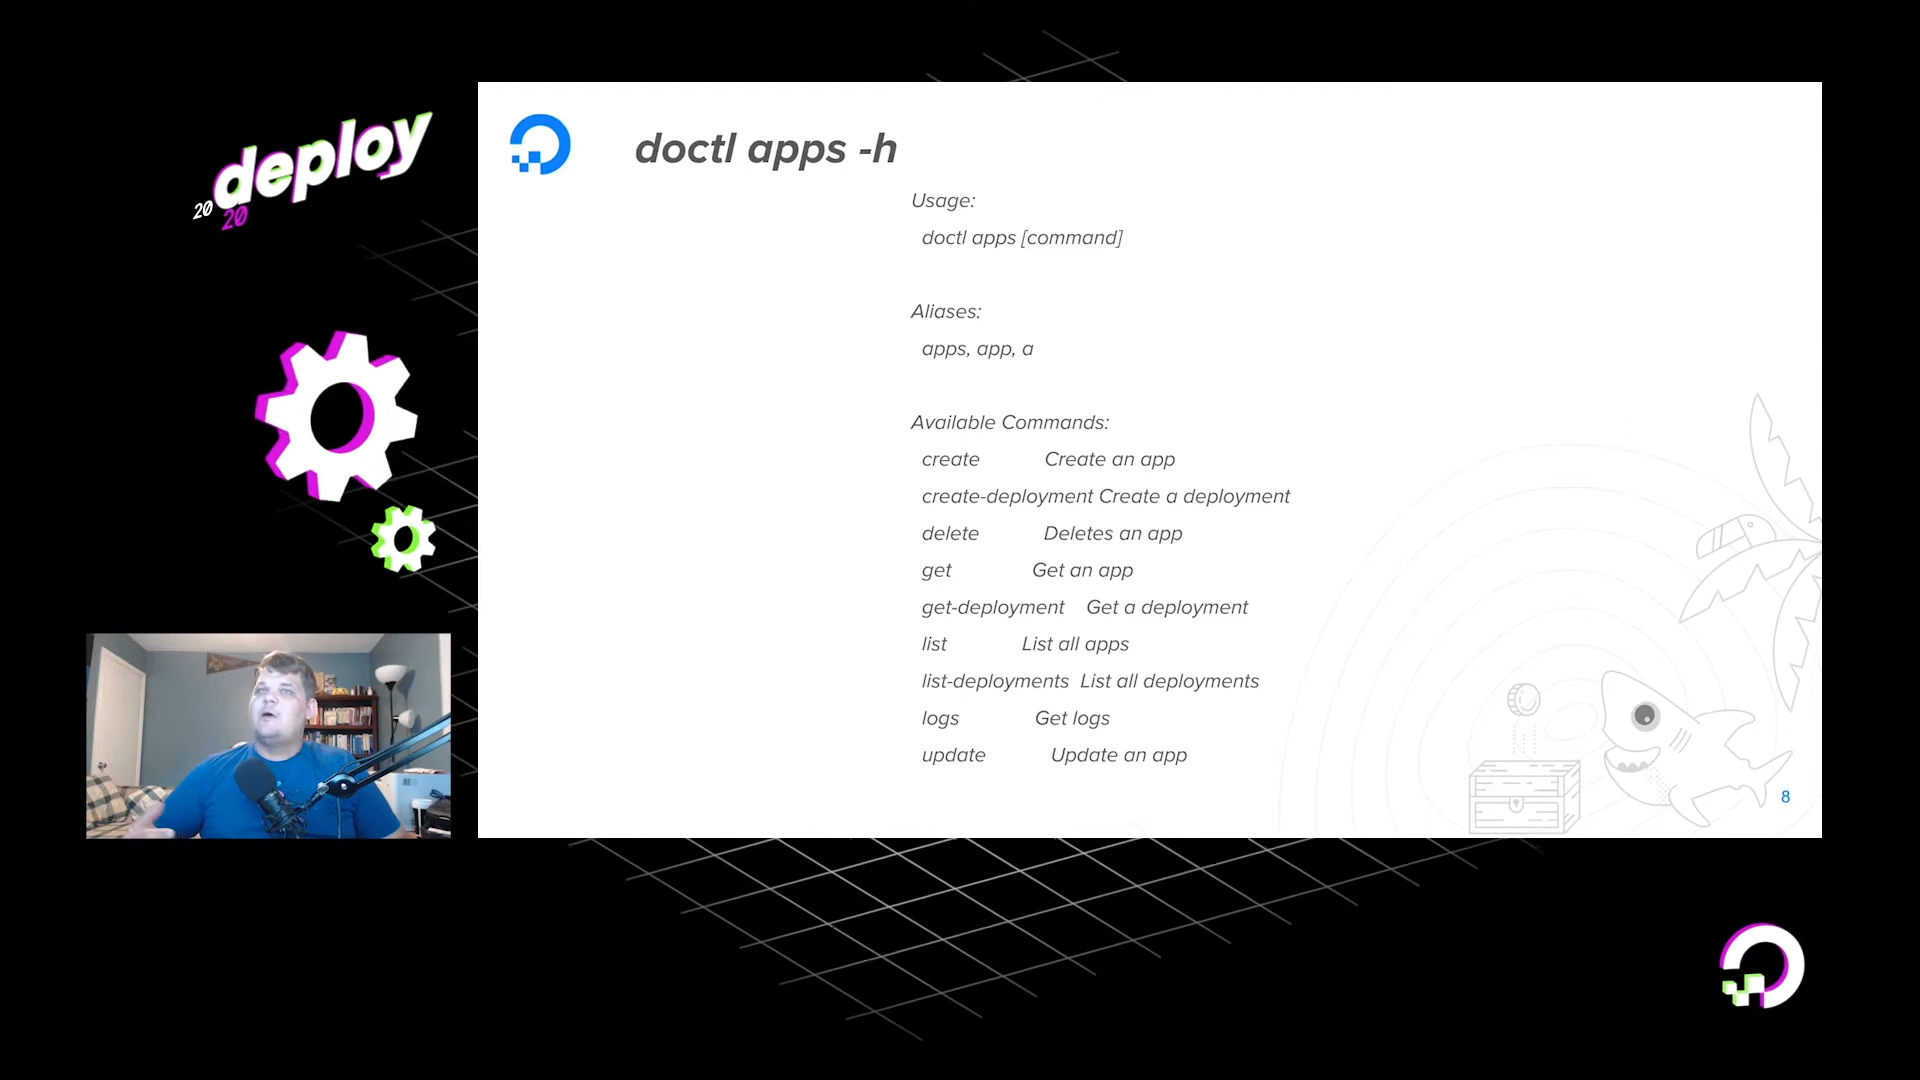 deploy
20
20
doctl apps -h
Usage:
doctl apps [command]
Aliases:
apps, app, a
Available Commands:
create Create an app
create-deployment Create a deployment
delete Deletes an app
get Get an app
get-deployment Get a deployment
list List all apps
list-deployments List all deployments
logs Get logs
update Update an app
8